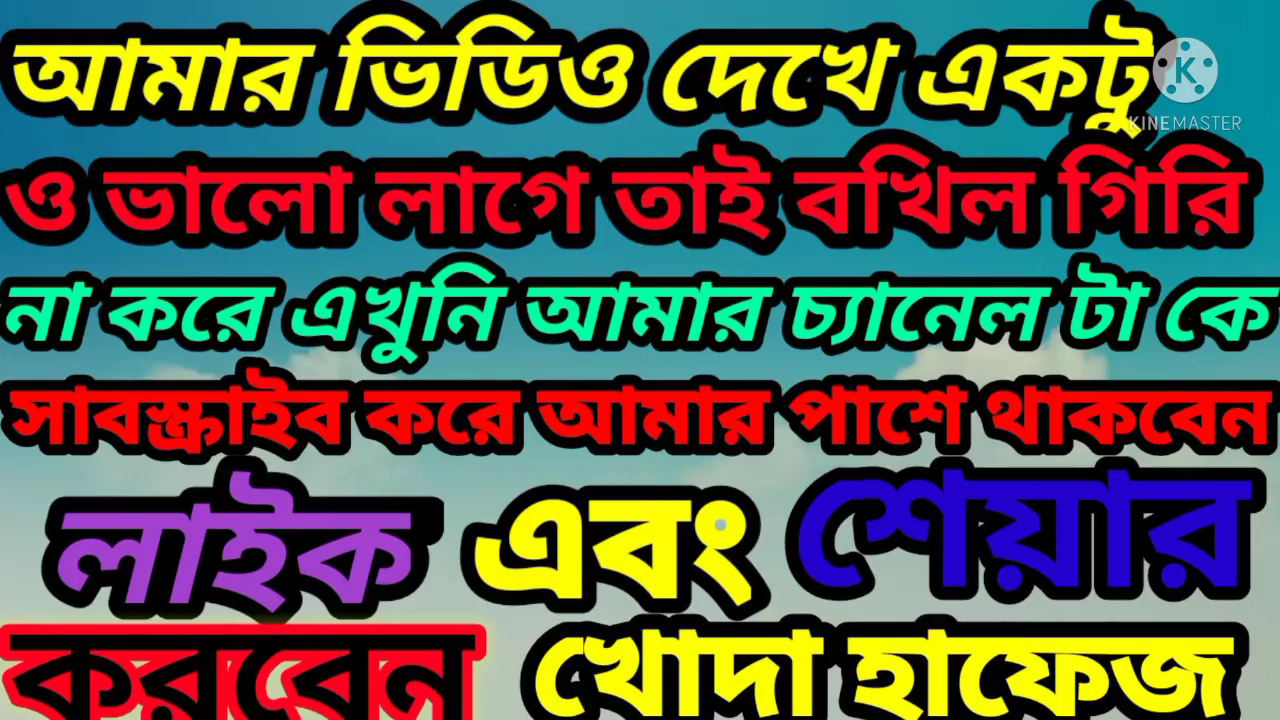 আমার ভিডিও দেখে একটু
KINEMASTER
ও ভালো লাগে তাই বখিল গিরি
না করে এখুনি আমার চ্যানেল টা কে
সাবস্ক্রাইব করে আমার পাশে থাকবেন
লাইক এবং শেয়ার
করবেন খোদা হাফেজ